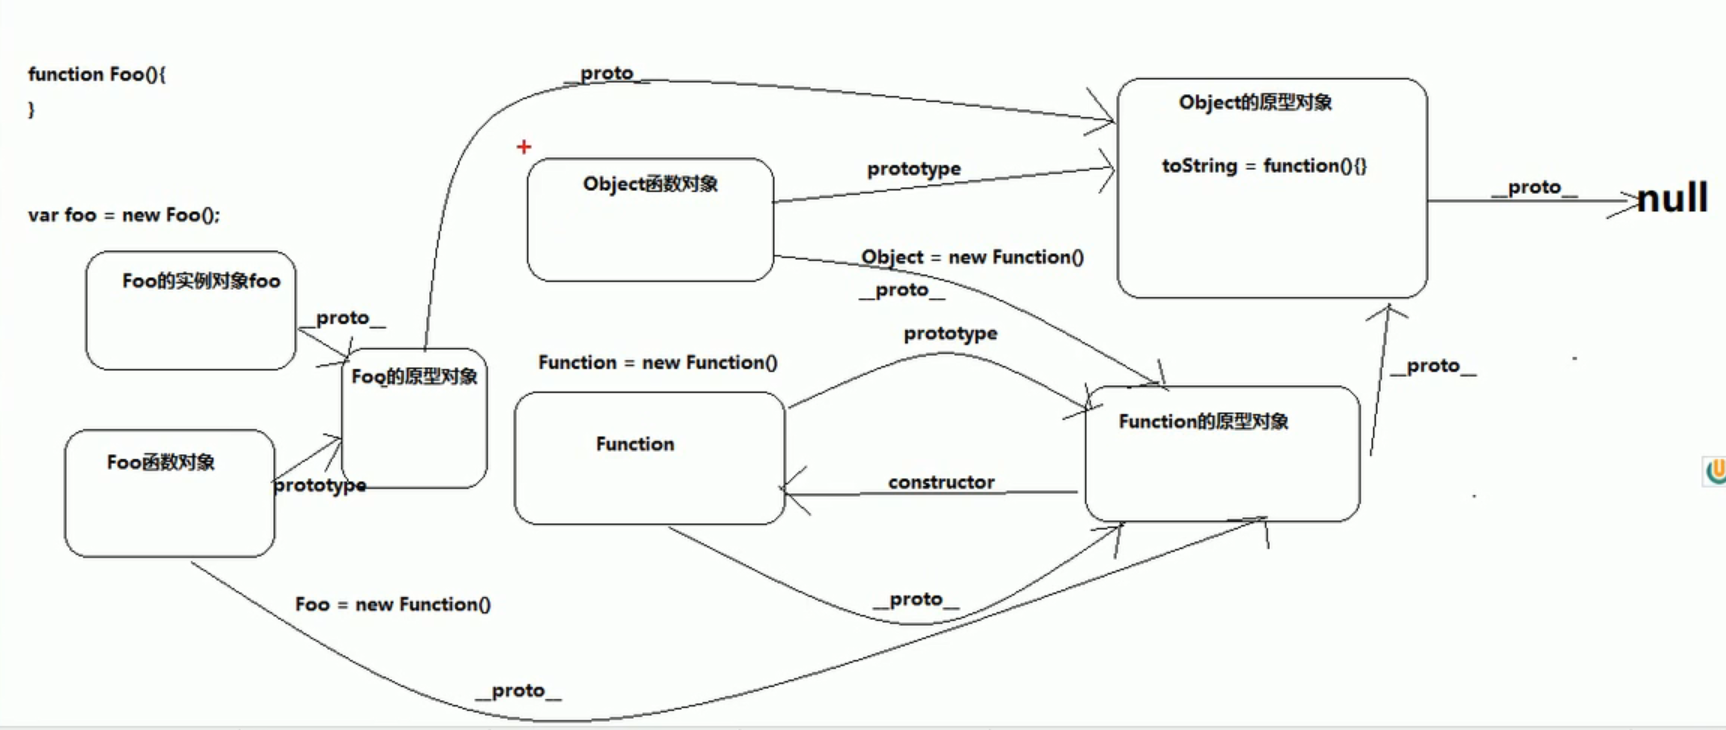 function Foo(){
}
var foo = new Foo();
Foo的实例对象foo
__proto__
Foo的原型对象
Foo函数对象
prototype
Foo = new Function()
__proto__
__proto__
Object函数对象
prototype
Object的原型对象
toString = function(){}
__proto__
null
Object = new Function()
__proto__
prototype
Function = new Function()
Function
constructor
Function的原型对象
__proto__
__proto__